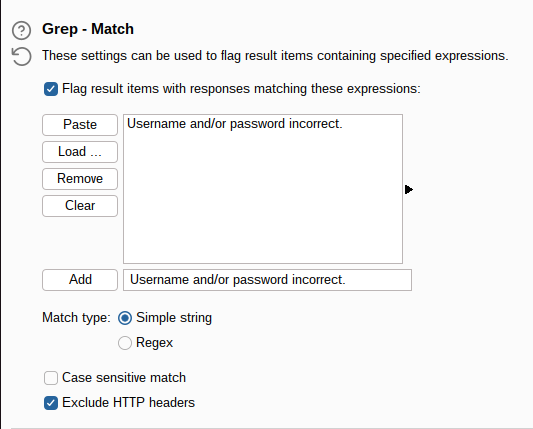 Grep - Match
These settings can be used to flag result items containing specified expressions.
Flag result items with responses matching these expressions:
Paste
Username and/or password incorrect.
Load ...
Remove
Clear
Add
Username and/or password incorrect.
Match type:
Simple string
Regex
Case sensitive match
Exclude HTTP headers